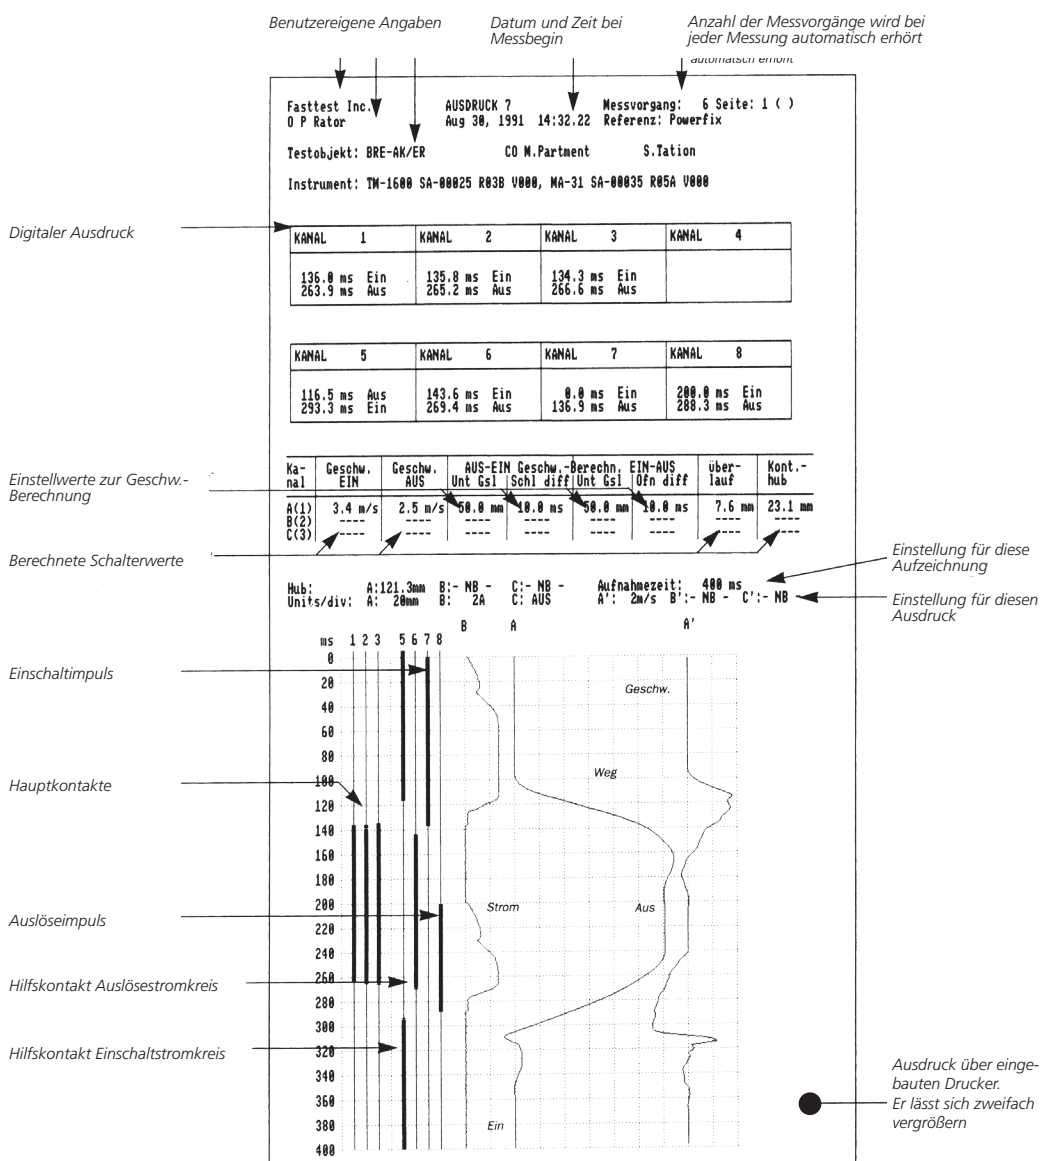 Benutzereigene Angaben
Datum und Zeit bei
Messbegin
Anzahl der Messvorgänge wird bei
jeder Messung automatisch erhört
automatsch erhört
Fasttest Inc. AUSDRUCK 7 Messvorgang: 6 Seite: 1 ( )
O P Rator Aug 30, 1991 14:32.22 Referenz: Powerfix
Testobjekt: BRE-AK/ER CO M.Partment S.Tation
Instrument: TM-1600 SA-00025 R03B V000, MA-31 SA-00035 R05A V000
Digitaler Ausdruck
KANAL 1 KANAL 2 KANAL 3 KANAL 4
136.0 ms Ein 135.8 ms Ein 134.3 ms Ein
263.9 ms Aus 265.2 ms Aus 266.6 ms Aus
KANAL 5 KANAL 6 KANAL 7 KANAL 8
116.5 ms Aus 143.6 ms Ein 0.0 ms Ein 200.0 ms Ein
293.3 ms Ein 269.4 ms Aus 136.9 ms Aus 288.3 ms Aus
Einstellwerte zur Geschw.-
Berechnung
Ka- Geschw. Geschw. AUS-EIN Geschw.-Berechn. EIN-AUS über- Kont.-
nal EIN AUS Unt Gsl Schl diff Unt Gsl Ofn diff lauf hub
A(1) 3.4 m/s 2.5 m/s 50.0 mm 10.0 ms 50.0 mm 10.0 ms 7.6 mm 23.1 mm
B(2) ---- ---- ---- ---- ---- ---- ---- ----
C(3) ---- ---- ---- ---- ---- ---- ---- ----
Berechnete Schalterwerte
Einstellung für diese
Aufzeichnung
Hub: A:121.3mm B:- NB - C:- NB - Aufnahmezeit: 400 ms
Units/div: A: 20mm B: 2A C: AUS A': 2m/s B':- NB - C':- NB
Einstellung für diesen
Ausdruck
B A A'
ms 1 2 3 5 6 7 8
0
Einschaltimpuls
20
Geschw.
40
60
80
Weg
Hauptkontakte
100
120
140
160
180
200
Strom
Aus
Auslöseimpuls
220
240
260
Hilfskontakt Auslösestromkreis
280
300
Hilfskontakt Einschaltstromkreis
320
340
360
380
Ein
400
Ausdruck über einge-
bauten Drucker.
Er lässt sich zweifach
vergrößern